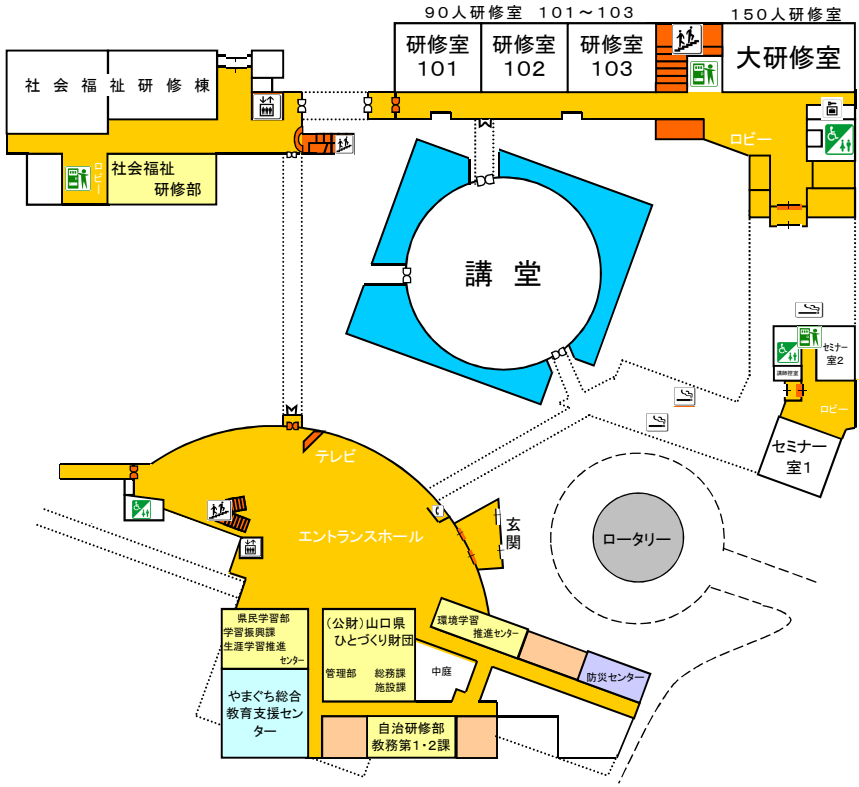 90人研修室 101～103
150人研修室
研修室
101
研修室
102
研修室
103
大研修室
社会福祉研修棟
ロビー
社会福祉
研修部
ロビー
講堂
セミナー
室2
講師控室
ロビー
セミナー
室1
テレビ
エントランスホール
玄関
ロータリー
県民学習部
学習振興課
生涯学習推進
センター
(公財)山口県
ひとづくり財団
管理部 総務課
施設課
環境学習
推進センター
中庭
防災センター
やまぐち総合
教育支援セン
ター
自治研修部
教務第1・2課